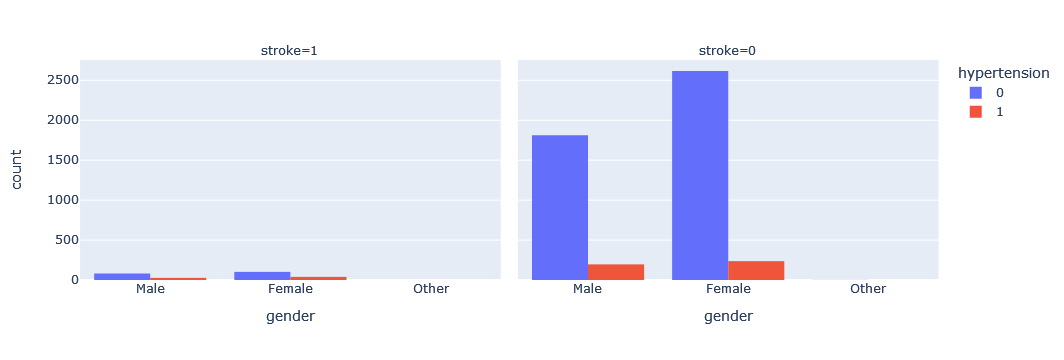 stroke=1
stroke=0
hypertension
0
1
count
2500
2000
1500
1000
500
0
Male
Female
Other
Male
Female
Other
gender
gender